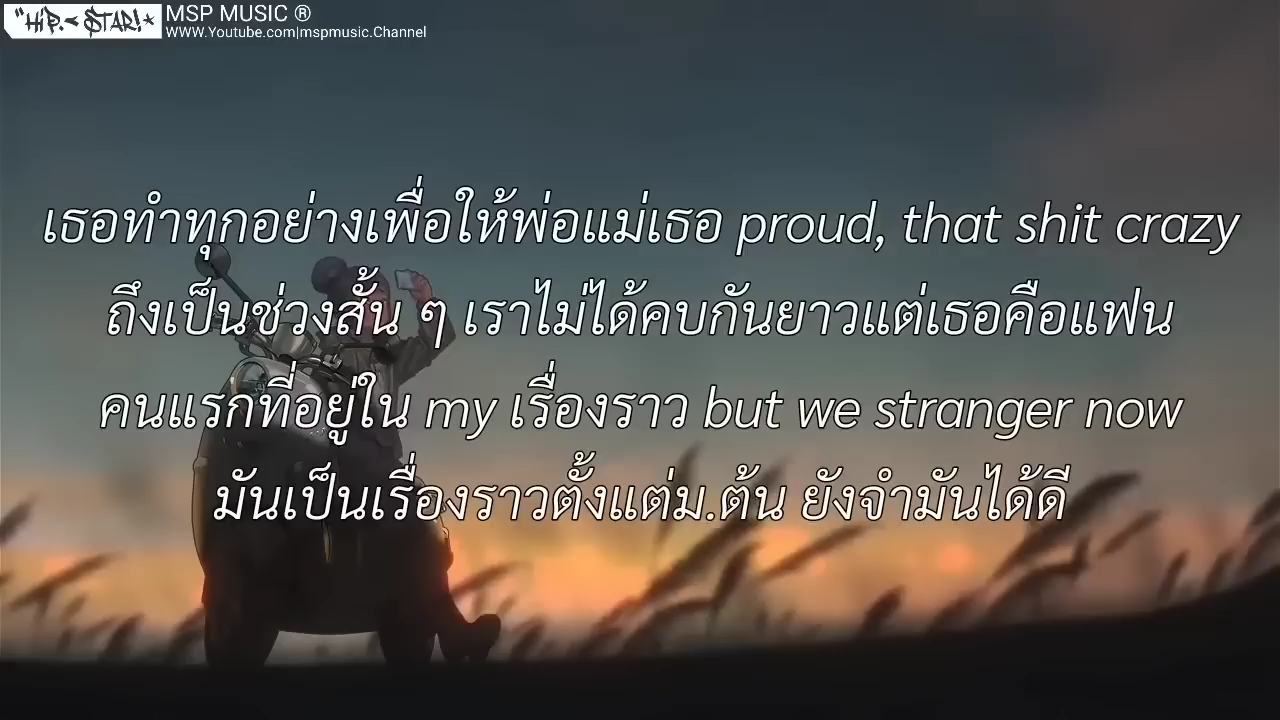 "HiP.< STAR!*
MSP MUSIC ®
WWW.Youtube.com|mspmusic.Channel
เธอทำทุกอย่างเพื่อให้พ่อแม่เธอ proud, that shit crazy
ถึงเป็นช่วงสั้น ๆ เราไม่ได้คบกันยาวแต่เธอคือแฟน
คนแรกที่อยู่ใน my เรื่องราว but we stranger now
มันเป็นเรื่องราวตั้งแต่ม.ต้น ยังจำมันได้ดี